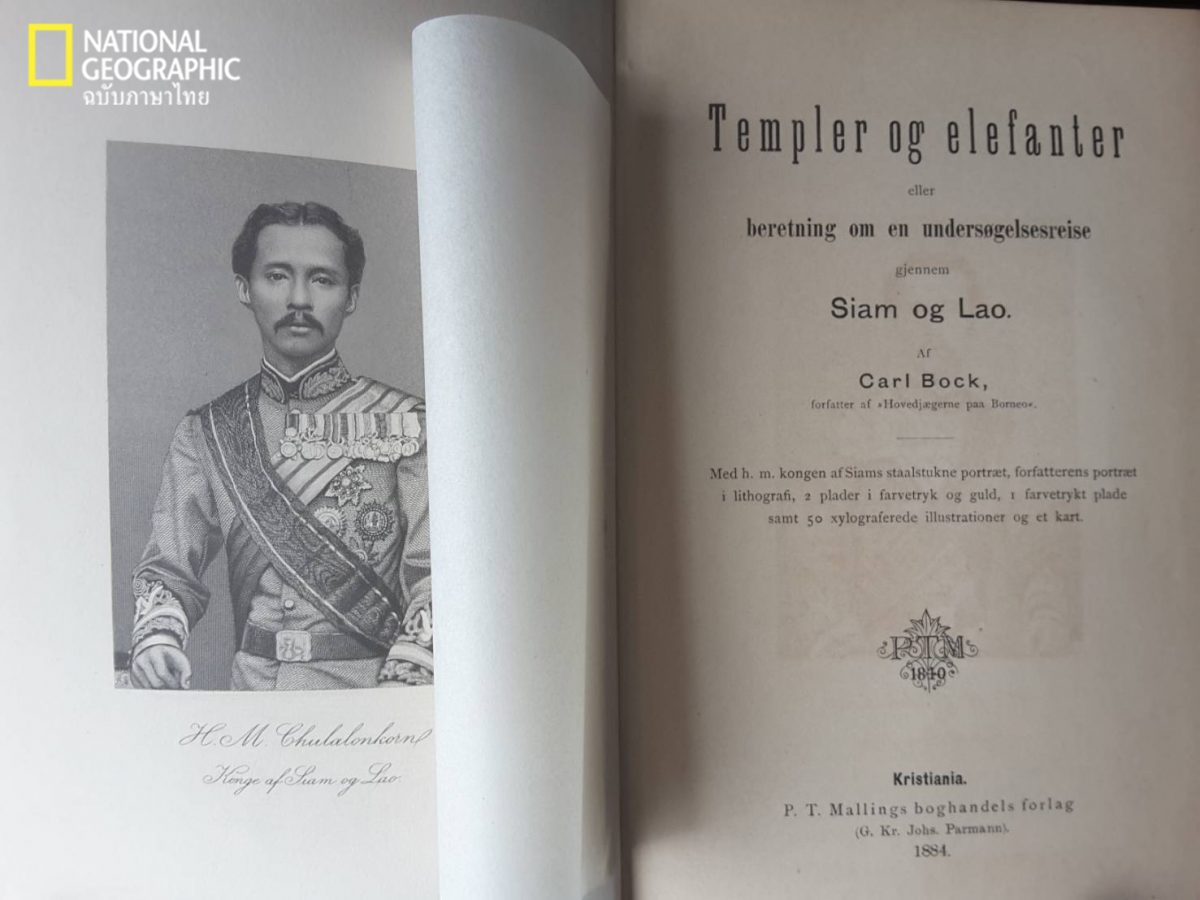 NATIONAL
GEOGRAPHIC
ฉบับภาษาไทย
H. M. Chulalonkorn
Konge af Siam og Lao.
Templer og elefanter
eller
beretning om en undersøgelsesreise
gjennem
Siam og Lao.
Af
Carl Bock,
forfatter af »Hovedjægerne paa Borneo«.
Med h. m. kongen af Siams staalstukne portræt, forfatterens portræt
i lithografi, 2 plader i farvetryk og guld, 1 farvetrykt plade
samt 50 xylograferede illustrationer og et kart.
PTM
1840
Kristiania.
P. T. Mallings boghandels forlag
(G. Kr. Johs. Parmann).
1884.